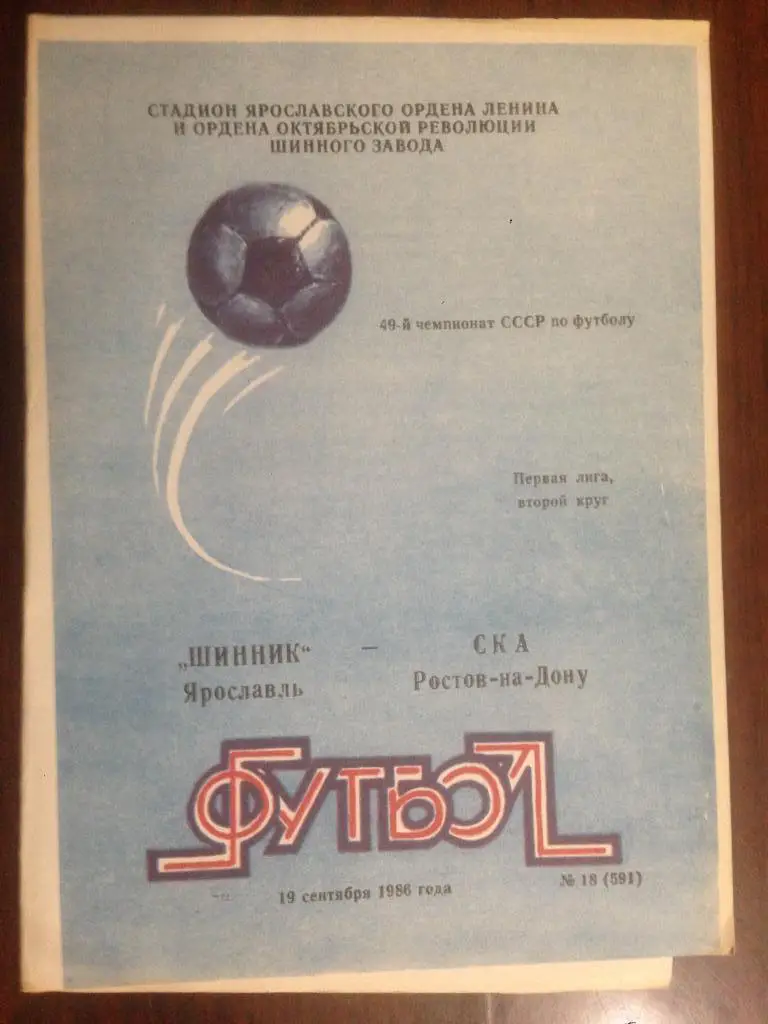 СТАДИОН ЯРОСЛАВСКОГО ОРДЕНА ЛЕНИНА
И ОРДЕНА ОКТЯБРЬСКОЙ РЕВОЛЮЦИИ
ШИННОГО ЗАВОДА
49-й чемпионат СССР по футболу
Первая лига,
второй круг
„ШИННИК“ – СКА
Ярославль Ростов-на-Дону
ФУТБОЛ
19 сентября 1986 года № 18 (591)